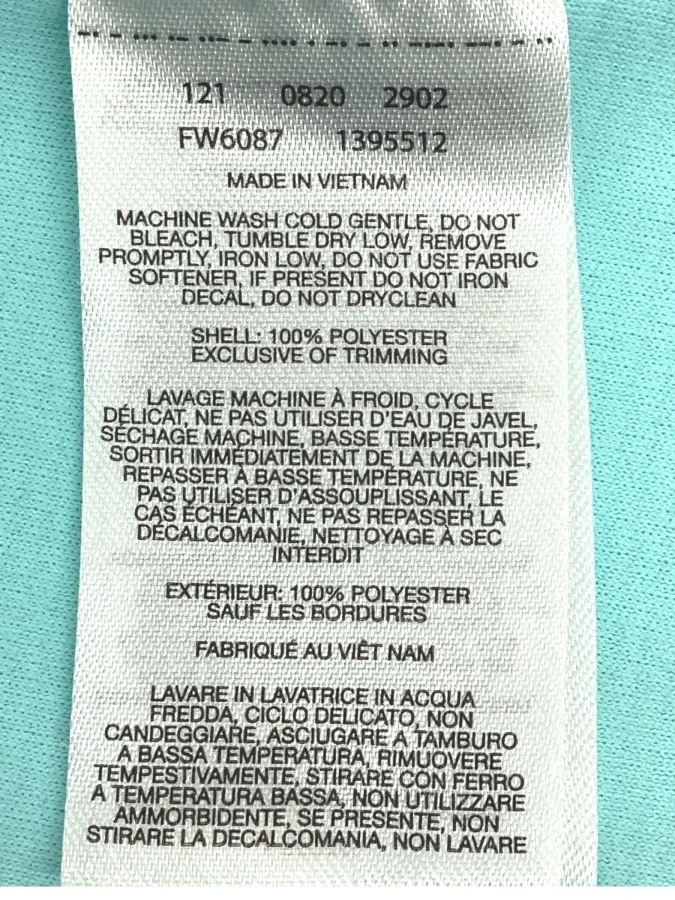 121 0820 2902
FW6087 1395512
MADE IN VIETNAM
MACHINE WASH COLD GENTLE, DO NOT
BLEACH, TUMBLE DRY LOW, REMOVE
PROMPTLY, IRON LOW, DO NOT USE FABRIC
SOFTENER, IF PRESENT DO NOT IRON
DECAL, DO NOT DRYCLEAN
SHELL: 100% POLYESTER
EXCLUSIVE OF TRIMMING
LAVAGE MACHINE À FROID, CYCLE
DÉLICAT, NE PAS UTILISER D'EAU DE JAVEL,
SÉCHAGE MACHINE, BASSE TEMPÉRATURE,
SORTIR IMMÉDIATEMENT DE LA MACHINE,
REPASSER À BASSE TEMPÉRATURE, NE
PAS UTILISER D'ASSOUPLISSANT, LE
CAS ÉCHÉANT, NE PAS REPASSER LA
DÉCALCOMANIE, NETTOYAGE À SEC
INTERDIT
EXTÉRIEUR: 100% POLYESTER
SAUF LES BORDURES
FABRIQUÉ AU VIÊT NAM
LAVARE IN LAVATRICE IN ACQUA
FREDDA, CICLO DELICATO, NON
CANDEGGIARE, ASCIUGARE A TAMBURO
A BASSA TEMPERATURA, RIMUOVERE
TEMPESTIVAMENTE, STIRARE CON FERRO
A TEMPERATURA BASSA, NON UTILIZZARE
AMMORBIDENTE, SE PRESENTE, NON
STIRARE LA DECALCOMANIA, NON LAVARE